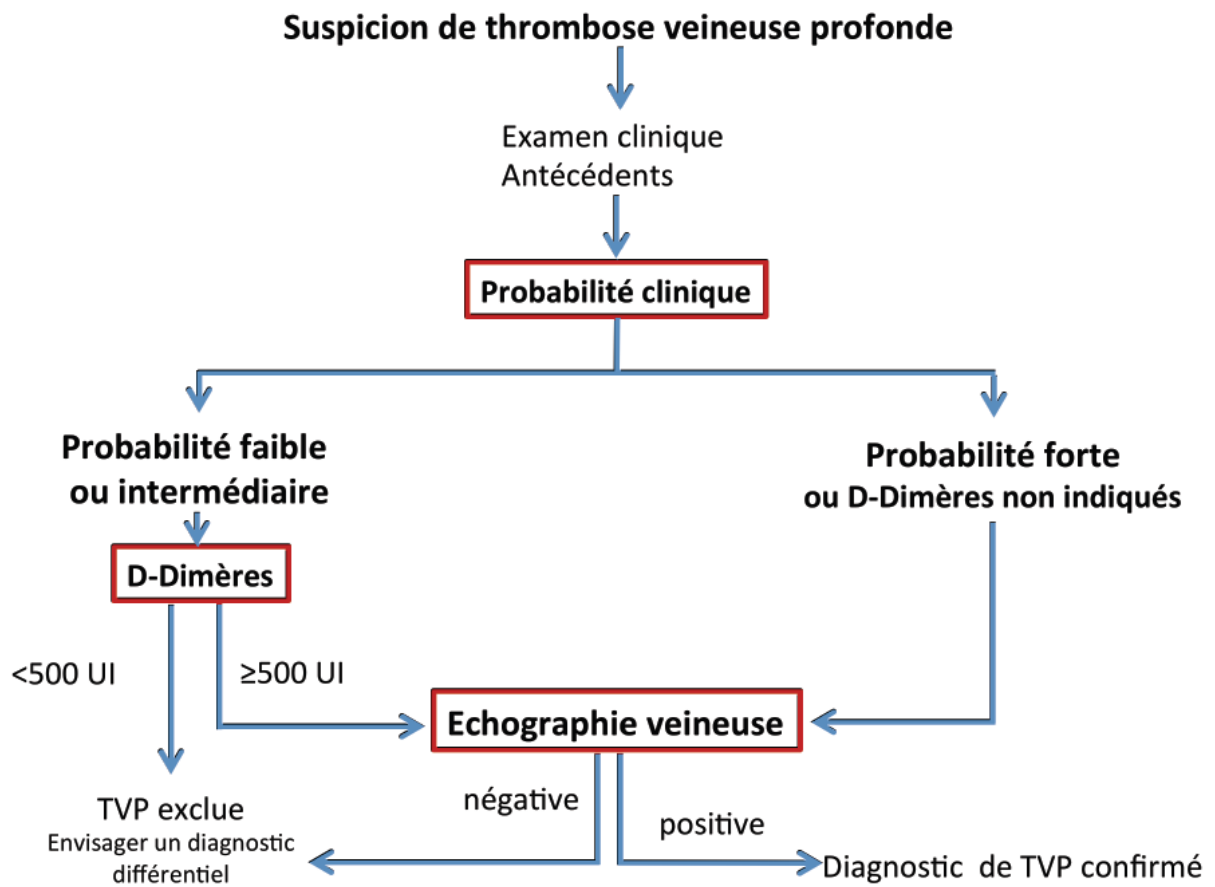 Suspicion de thrombose veineuse profonde
Examen clinique
Antécédents
Probabilité clinique
Probabilité faible
ou intermédiaire
Probabilité forte
ou D-Dimères non indiqués
D-Dimères
<500 UI
≥500 UI
Echographie veineuse
négative
positive
TVP exclue
Envisager un diagnostic
différentiel
Diagnostic de TVP confirmé